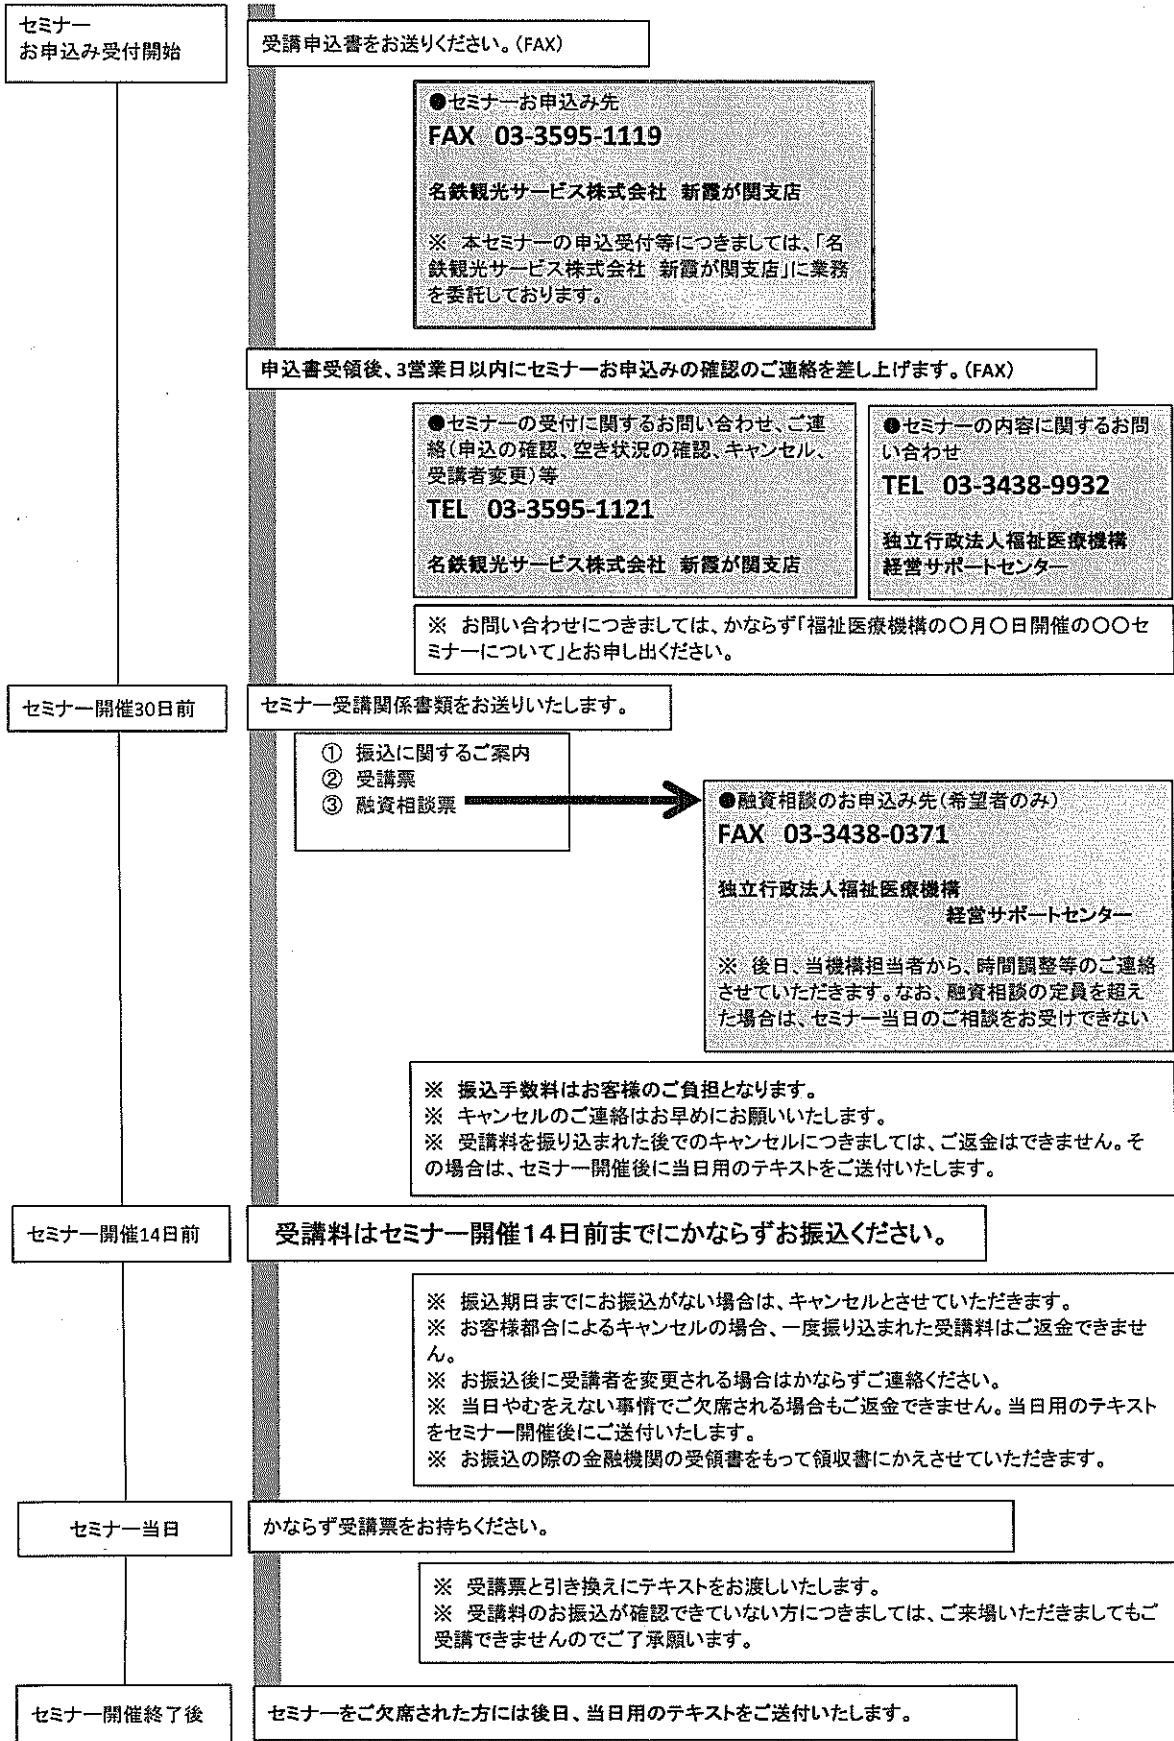 セミナー
お申込み受付開始
受講申込書をお送りください。(FAX)
●セミナーお申込み先
FAX 03-3595-1119
名鉄観光サービス株式会社 新霞が関支店
※ 本セミナーの申込受付等につきましては、「名
鉄観光サービス株式会社 新霞が関支店」に業務
を委託しております。
申込書受領後、3営業日以内にセミナーお申込みの確認のご連絡を差し上げます。(FAX)
●セミナーの受付に関するお問い合わせ、ご連
絡(申込の確認、空き状況の確認、キャンセル、
受講者変更)等
TEL 03-3595-1121
名鉄観光サービス株式会社 新霞が関支店
●セミナーの内容に関するお問
い合わせ
TEL 03-3438-9932
独立行政法人福祉医療機構
経営サポートセンター
※ お問い合わせにつきましては、かならず「福祉医療機構の〇月〇日開催の〇〇セ
ミナーについて」とお申し出ください。
セミナー開催30日前
セミナー受講関係書類をお送りいたします。
① 振込に関するご案内
② 受講票
③ 融資相談票
●融資相談のお申込み先(希望者のみ)
FAX 03-3438-0371
独立行政法人福祉医療機構
経営サポートセンター
※ 後日、当機構担当者から、時間調整等のご連絡
させていただきます。なお、融資相談の定員を超え
た場合は、セミナー当日のご相談をお受けできない
※ 振込手数料はお客様のご負担となります。
※ キャンセルのご連絡はお早めにお願いいたします。
※ 受講料を振り込まれた後でのキャンセルにつきましては、ご返金はできません。そ
の場合は、セミナー開催後に当日用のテキストをご送付いたします。
セミナー開催14日前
受講料はセミナー開催14日前までにかならずお振込ください。
※ 振込期日までにお振込がない場合は、キャンセルとさせていただきます。
※ お客様都合によるキャンセルの場合、一度振り込まれた受講料はご返金できませ
ん。
※ お振込後に受講者を変更される場合はかならずご連絡ください。
※ 当日やむをえない事情でご欠席される場合もご返金できません。当日用のテキスト
をセミナー開催後にご送付いたします。
※ お振込の際の金融機関の受領書をもって領収書にかえさせていただきます。
セミナー当日
かならず受講票をお持ちください。
※ 受講票と引き換えにテキストをお渡しいたします。
※ 受講料のお振込が確認できていない方につきましては、ご来場いただきましてもご
受講できませんのでご了承願います。
セミナー開催終了後
セミナーをご欠席された方には後日、当日用のテキストをご送付いたします。